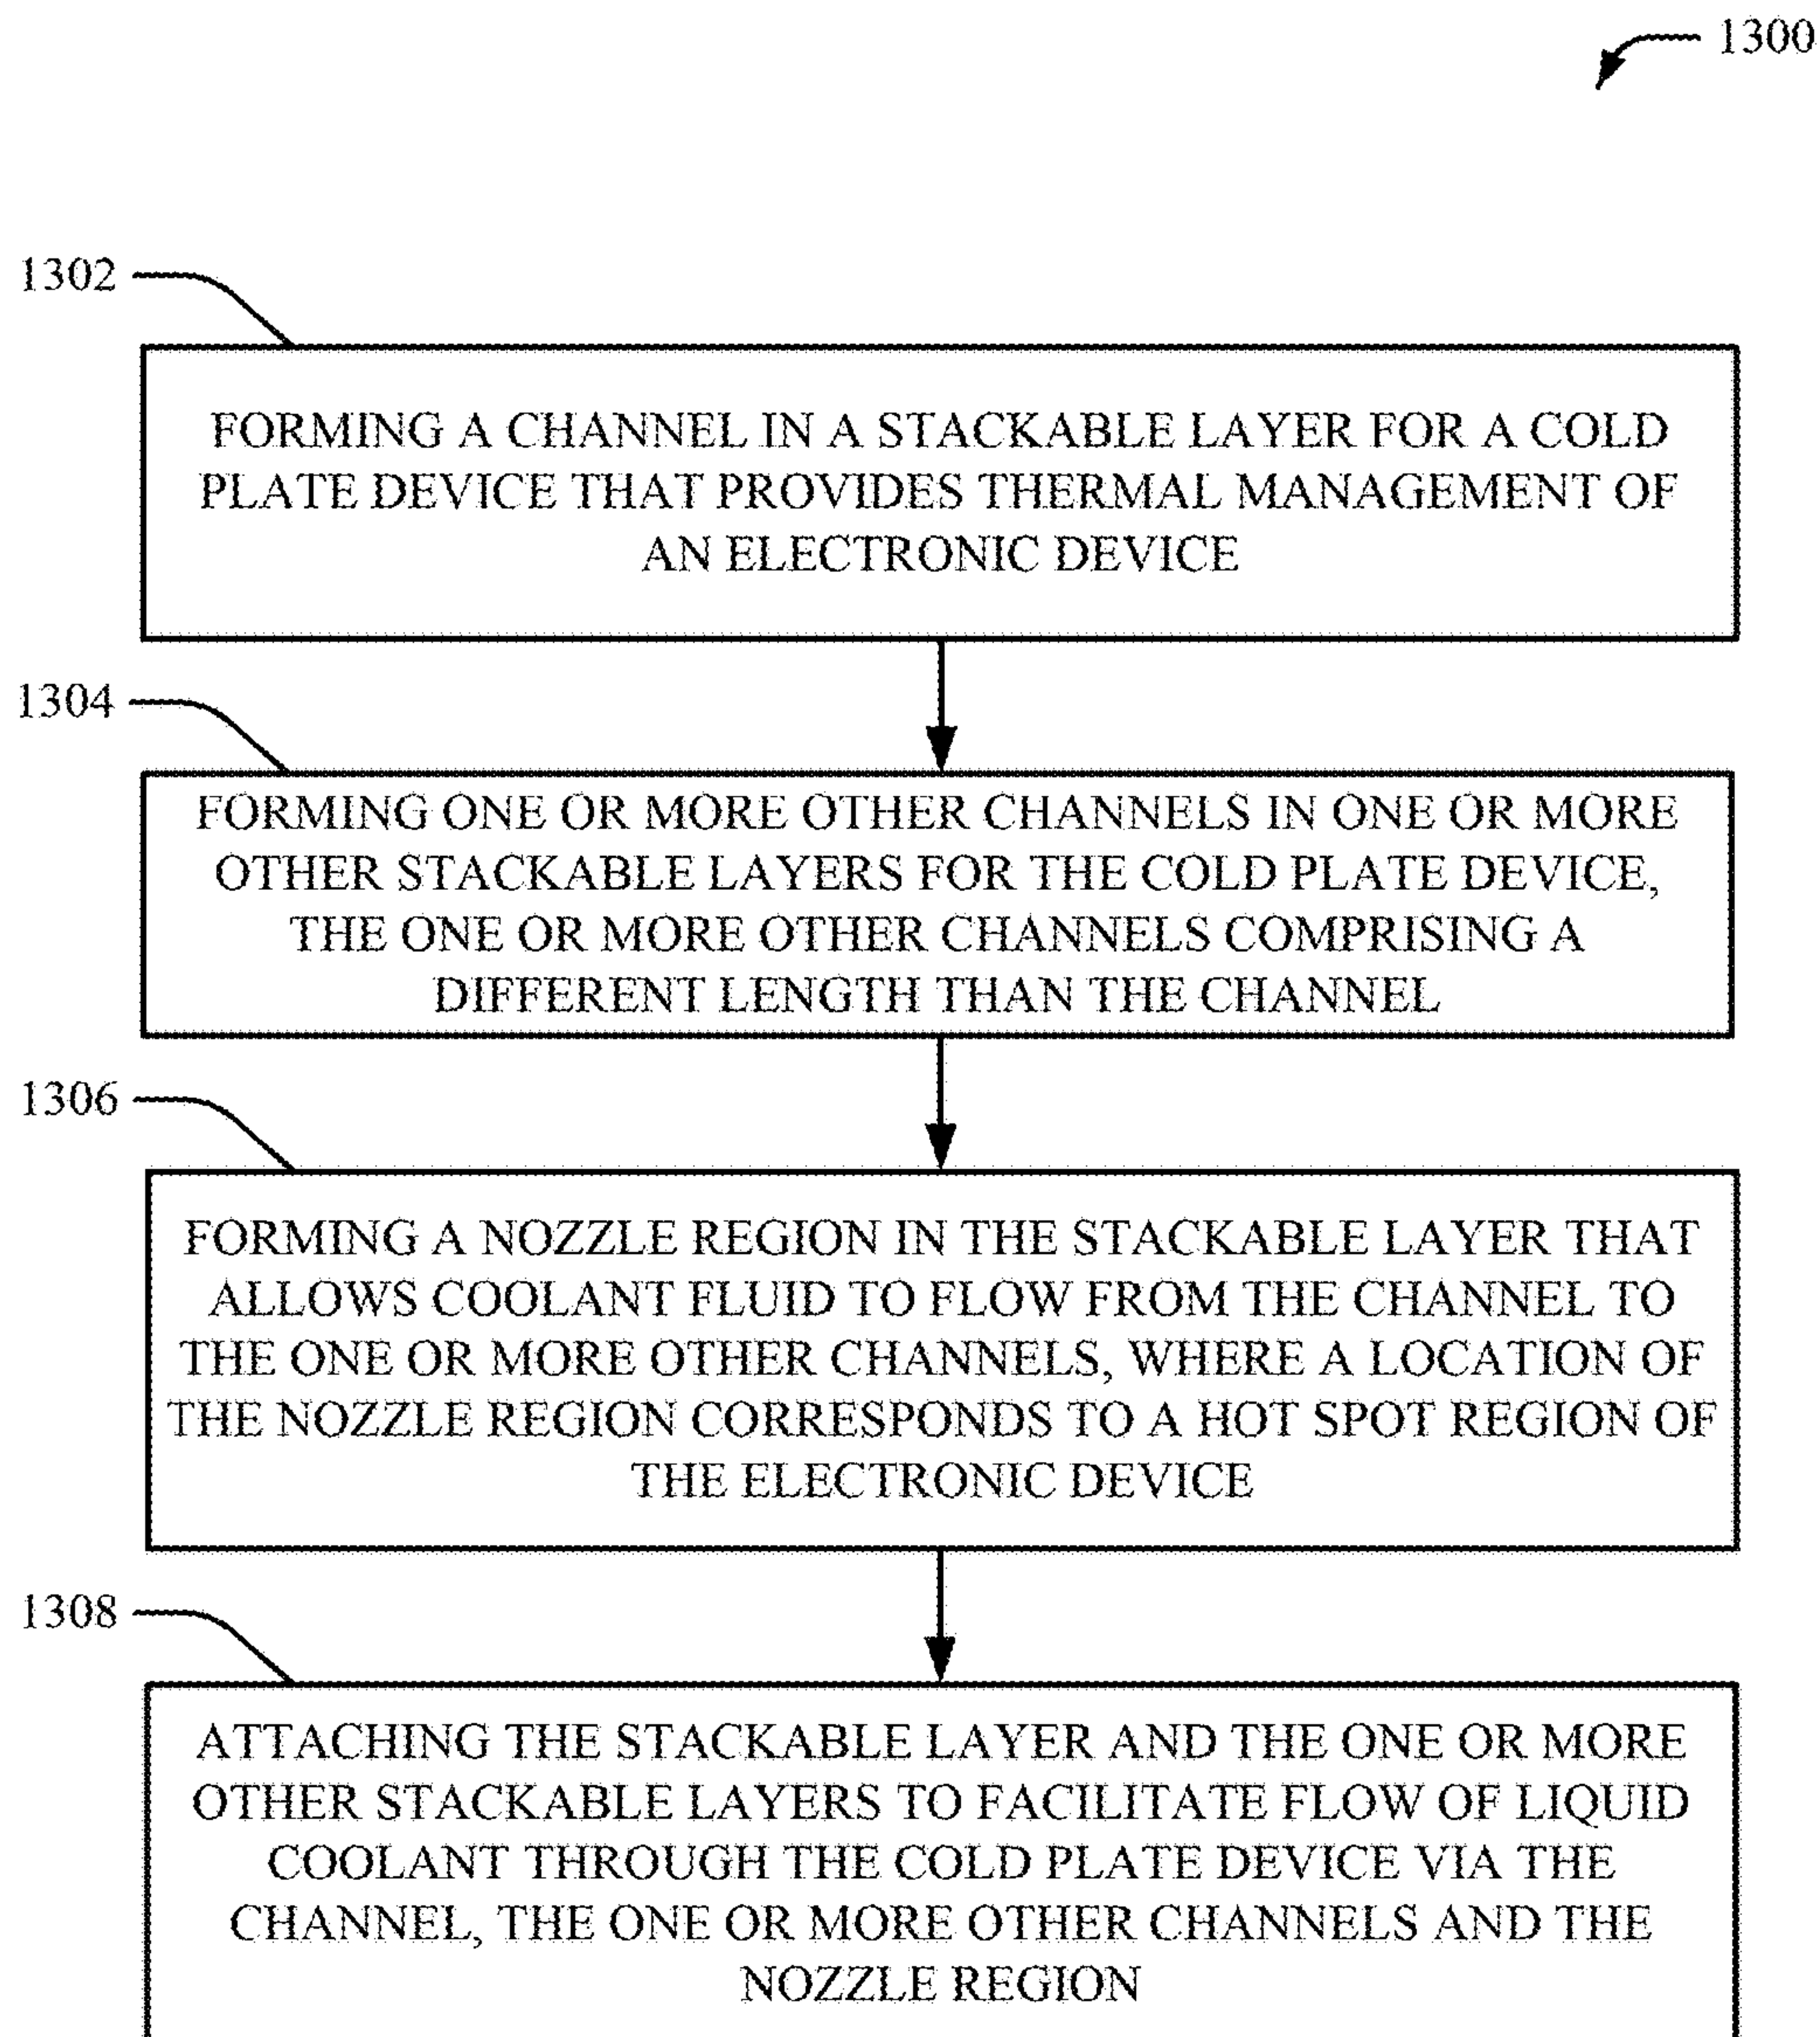 1300
1302
FORMING A CHANNEL IN A STACKABLE LAYER FOR A COLD
PLATE DEVICE THAT PROVIDES THERMAL MANAGEMENT OF
AN ELECTRONIC DEVICE
1304
FORMING ONE OR MORE OTHER CHANNELS IN ONE OR MORE
OTHER STACKABLE LAYERS FOR THE COLD PLATE DEVICE,
THE ONE OR MORE OTHER CHANNELS COMPRISING A
DIFFERENT LENGTH THAN THE CHANNEL
1306
FORMING A NOZZLE REGION IN THE STACKABLE LAYER THAT
ALLOWS COOLANT FLUID TO FLOW FROM THE CHANNEL TO
THE ONE OR MORE OTHER CHANNELS, WHERE A LOCATION OF
THE NOZZLE REGION CORRESPONDS TO A HOT SPOT REGION OF
THE ELECTRONIC DEVICE
1308
ATTACHING THE STACKABLE LAYER AND THE ONE OR MORE
OTHER STACKABLE LAYERS TO FACILITATE FLOW OF LIQUID
COOLANT THROUGH THE COLD PLATE DEVICE VIA THE
CHANNEL, THE ONE OR MORE OTHER CHANNELS AND THE
NOZZLE REGION